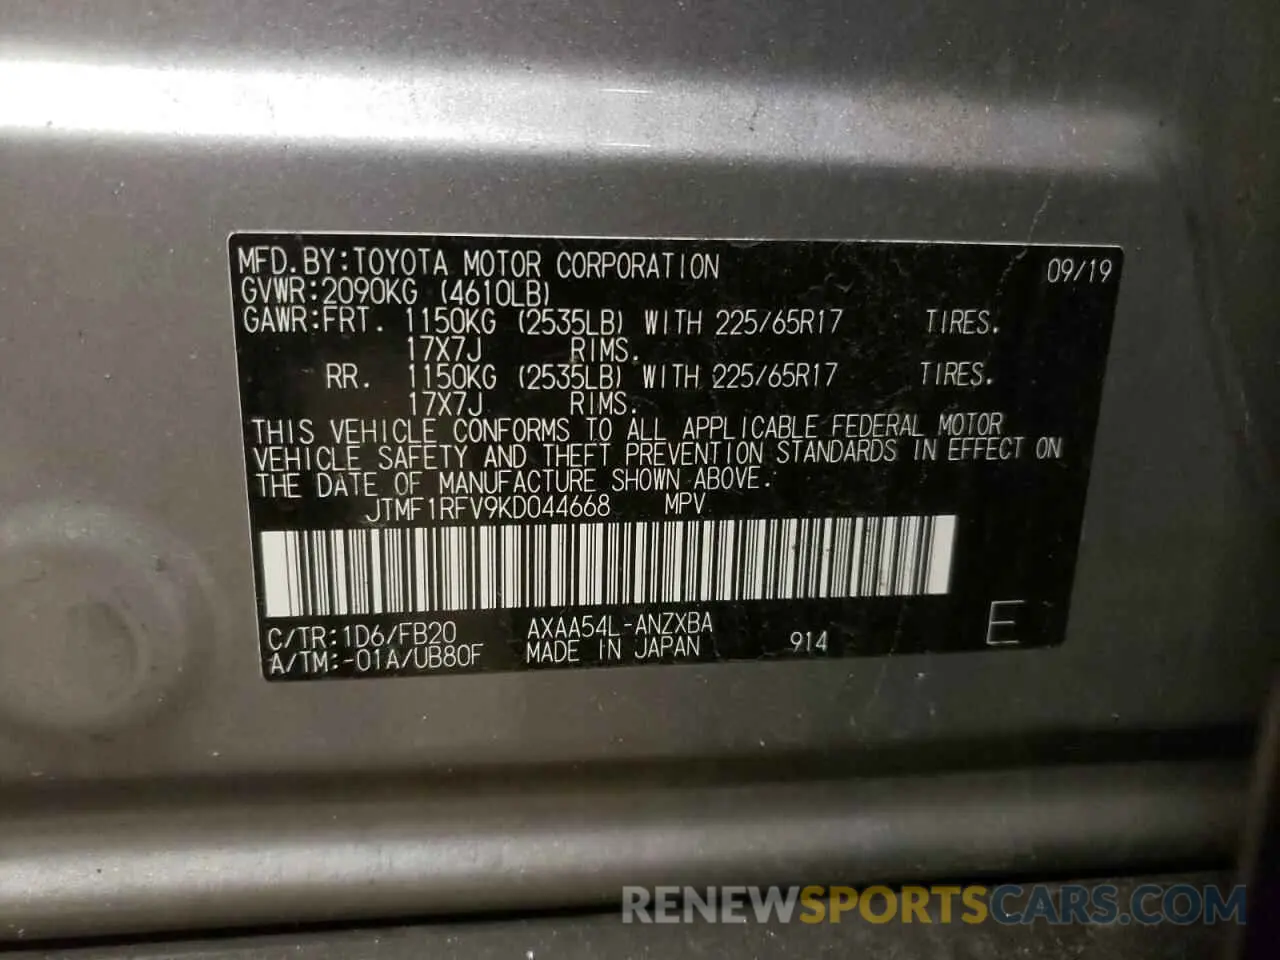 MFD.BY:TOYOTA MOTOR CORPORATION 09/19
GVWR:2090KG (4610LB)
GAWR:FRT. 1150KG (2535LB) WITH 225/65R17 TIRES.
17X7J RIMS.
RR. 1150KG (2535LB) WITH 225/65R17 TIRES.
17X7J RIMS.
THIS VEHICLE CONFORMS TO ALL APPLICABLE FEDERAL MOTOR
VEHICLE SAFETY AND THEFT PREVENTION STANDARDS IN EFFECT ON
THE DATE OF MANUFACTURE SHOWN ABOVE.
JTMF1RFV9KD044668 MPV
C/TR:1D6/FB20 AXAA54L-ANZXBA
A/TM:-01A/UB80F MADE IN JAPAN 914 E
RENEWSPORTSCARS.COM